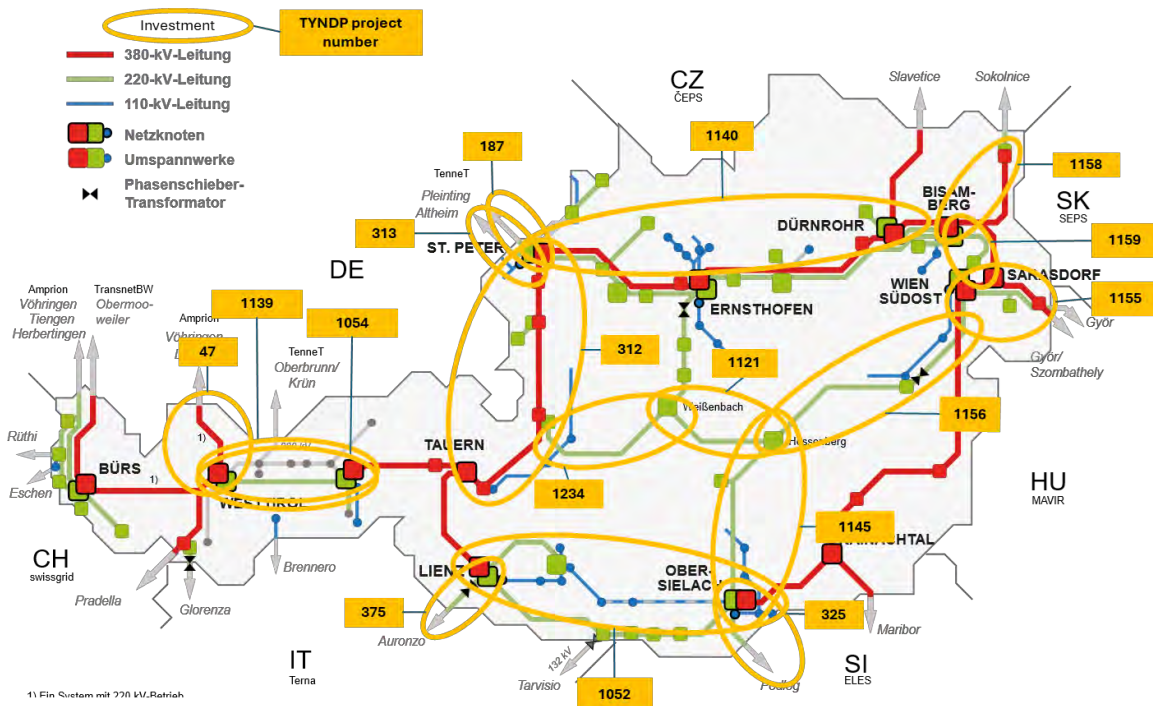 Investment
TYNDP project
number
380-kV-Leitung
220-kV-Leitung
110-kV-Leitung
Netzknoten
Umspannwerke
Phasenschieber-
Transformator
CZ
ČEPS
Slavetice
Sokolnice
187
1140
1158
TenneT
Pleinting
Altheim
BISAM-
BERG
SK
SEPS
313
ST. PETER
DÜRNROHR
1159
DE
WIEN
SÜDOST
SARASDORF
Amprion
Vöhringen
Tiengen
Herbertingen
TransnetBW
Obermoo-
weiler
1139
1054
Amprion
Vöhringen
47
TenneT
Oberbrunn/
Krün
ERNSTHOFEN
1155
Györ
312
1121
Györ/
Szombathely
Weißenbach
1156
Hessenberg
Rüthi
Eschen
BÜRS
1)
1)
WESTTIROL
TAUERN
1234
HU
MAVIR
1145
CH
swissgrid
Pradella
Glorenza
Brennero
LIENZ
OBER-
SIELACH
KAINACHTAL
375
Auronzo
325
Maribor
IT
Terna
132 kV
Tarvisio
1052
Podlog
SI
ELES
1) Ein System mit 220 kV-Betrieb